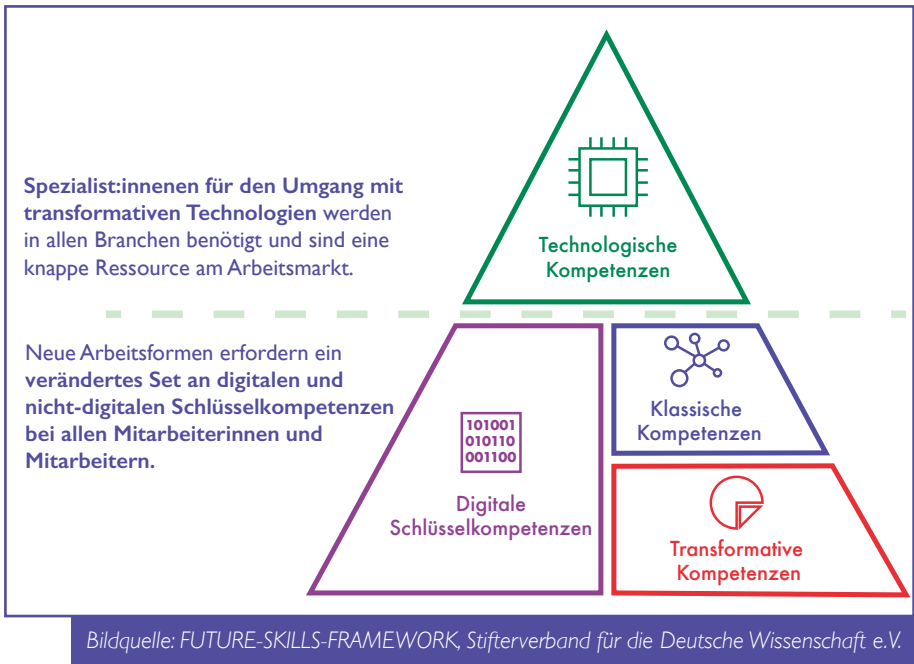 Spezialist:innenen für den Umgang mit
transformativen Technologien werden
in allen Branchen benötigt und sind eine
knappe Ressource am Arbeitsmarkt.
Technologische
Kompetenzen
Neue Arbeitsformen erfordern ein
verändertes Set an digitalen und
nicht-digitalen Schlüsselkompetenzen
bei allen Mitarbeiterinnen und
Mitarbeitern.
101001
010110
001100
Digitale
Schlüsselkompetenzen
Klassische
Kompetenzen
Transformative
Kompetenzen
Bildquelle: FUTURE-SKILLS-FRAMEWORK, Stifterverband für die Deutsche Wissenschaft e.V.